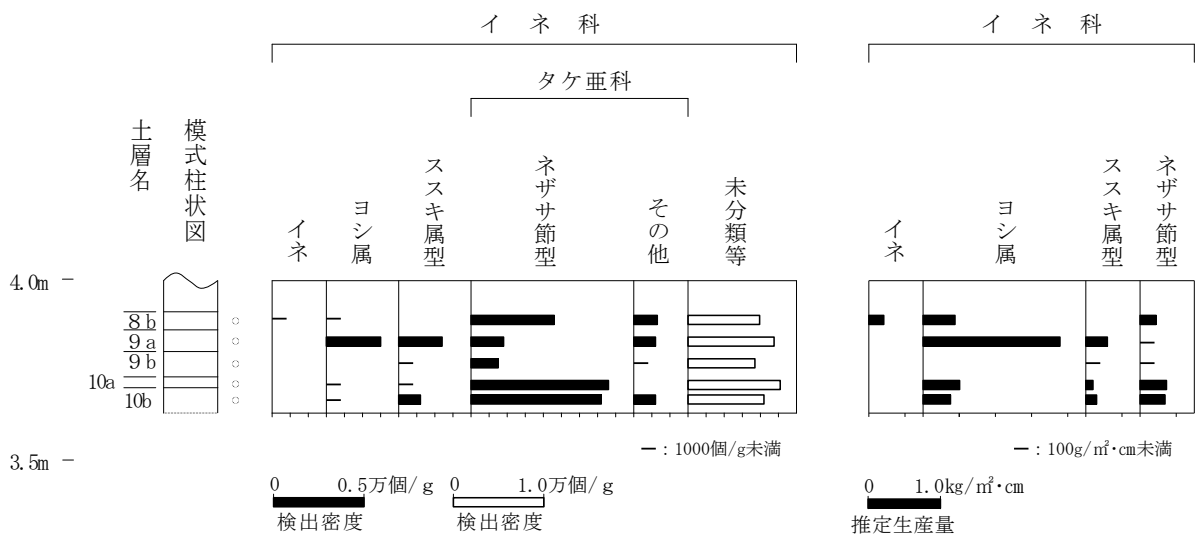 イネ科
イネ科
タケ亜科
土層名
模式柱状図
イネ
ヨシ属
ススキ属型
ネザサ節型
その他
未分類等
イネ
ヨシ属
ススキ属型
ネザサ節型
4.0m
8b
9a
9b
10a
10b
3.5m
— : 1000個/g未満
— : 100g/㎡・cm未満
0 0.5万個/g
検出密度
0 1.0万個/g
検出密度
0 1.0kg/㎡・cm
推定生産量